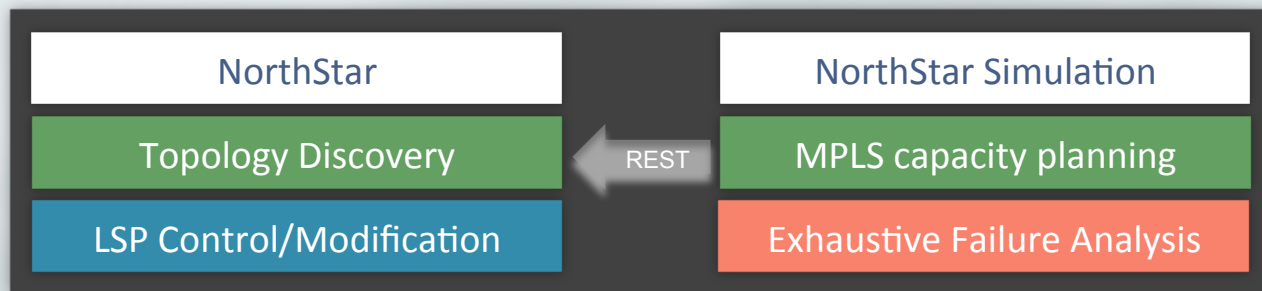 NorthStar
Topology Discovery
LSP Control/Modification
REST
NorthStar Simulation
MPLS capacity planning
Exhaustive Failure Analysis